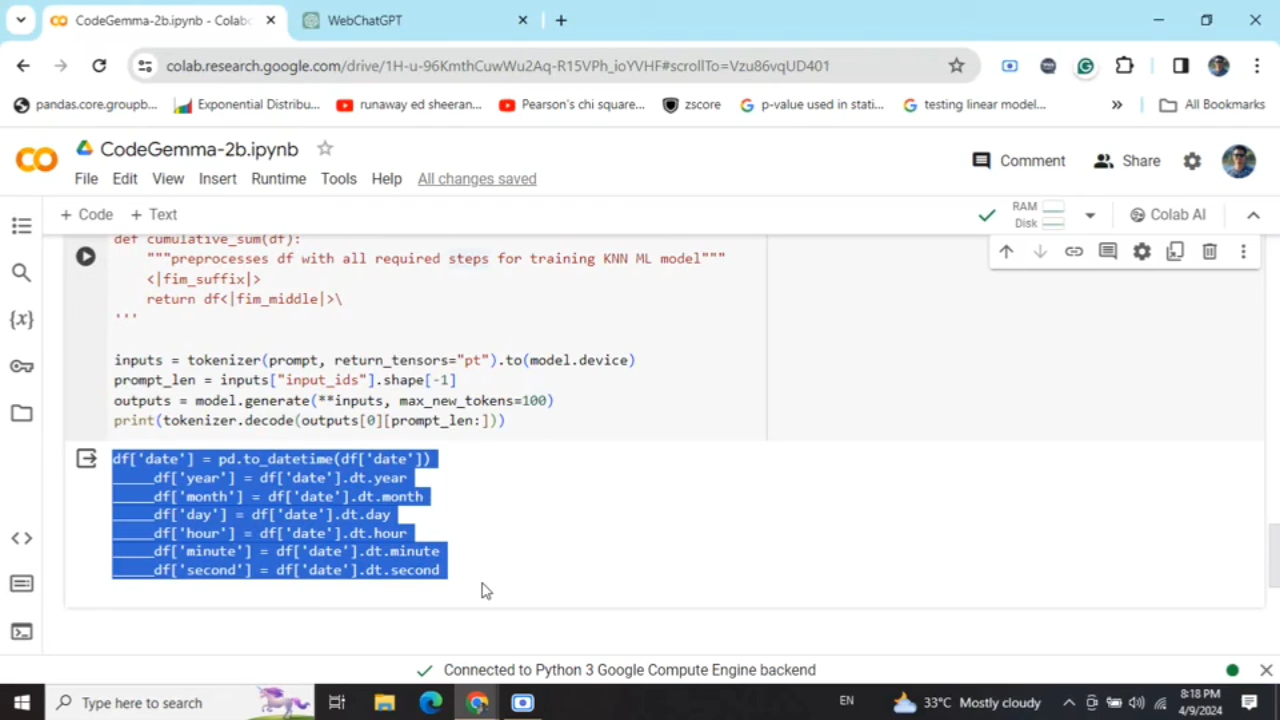 CodeGemma-2b.ipynb - Colab
WebChatGPT
colab.research.google.com/drive/1H-u-96KmthCuwWu2Aq-R15VPh_ioYVHF#scrollTo=Vzu86vqUD401
pandas.core.groupb...
Exponential Distribu...
runaway ed sheeran...
Pearson's chi square...
zscore
p-value used in stati...
testing linear model...
All Bookmarks
CodeGemma-2b.ipynb
Comment
Share
File Edit View Insert Runtime Tools Help All changes saved
+ Code + Text
RAM
Disk
Colab AI
def cumulative_sum(df):
"""preprocesses df with all required steps for training KNN ML model"""
<|fim_suffix|>
return df<|fim_middle|>\
'''
inputs = tokenizer(prompt, return_tensors="pt").to(model.device)
prompt_len = inputs["input_ids"].shape[-1]
outputs = model.generate(**inputs, max_new_tokens=100)
print(tokenizer.decode(outputs[0][prompt_len:]))
df['date'] = pd.to_datetime(df['date'])
_____df['year'] = df['date'].dt.year
_____df['month'] = df['date'].dt.month
_____df['day'] = df['date'].dt.day
_____df['hour'] = df['date'].dt.hour
_____df['minute'] = df['date'].dt.minute
_____df['second'] = df['date'].dt.second
Connected to Python 3 Google Compute Engine backend
Type here to search
EN
33°C Mostly cloudy
8:18 PM
4/9/2024